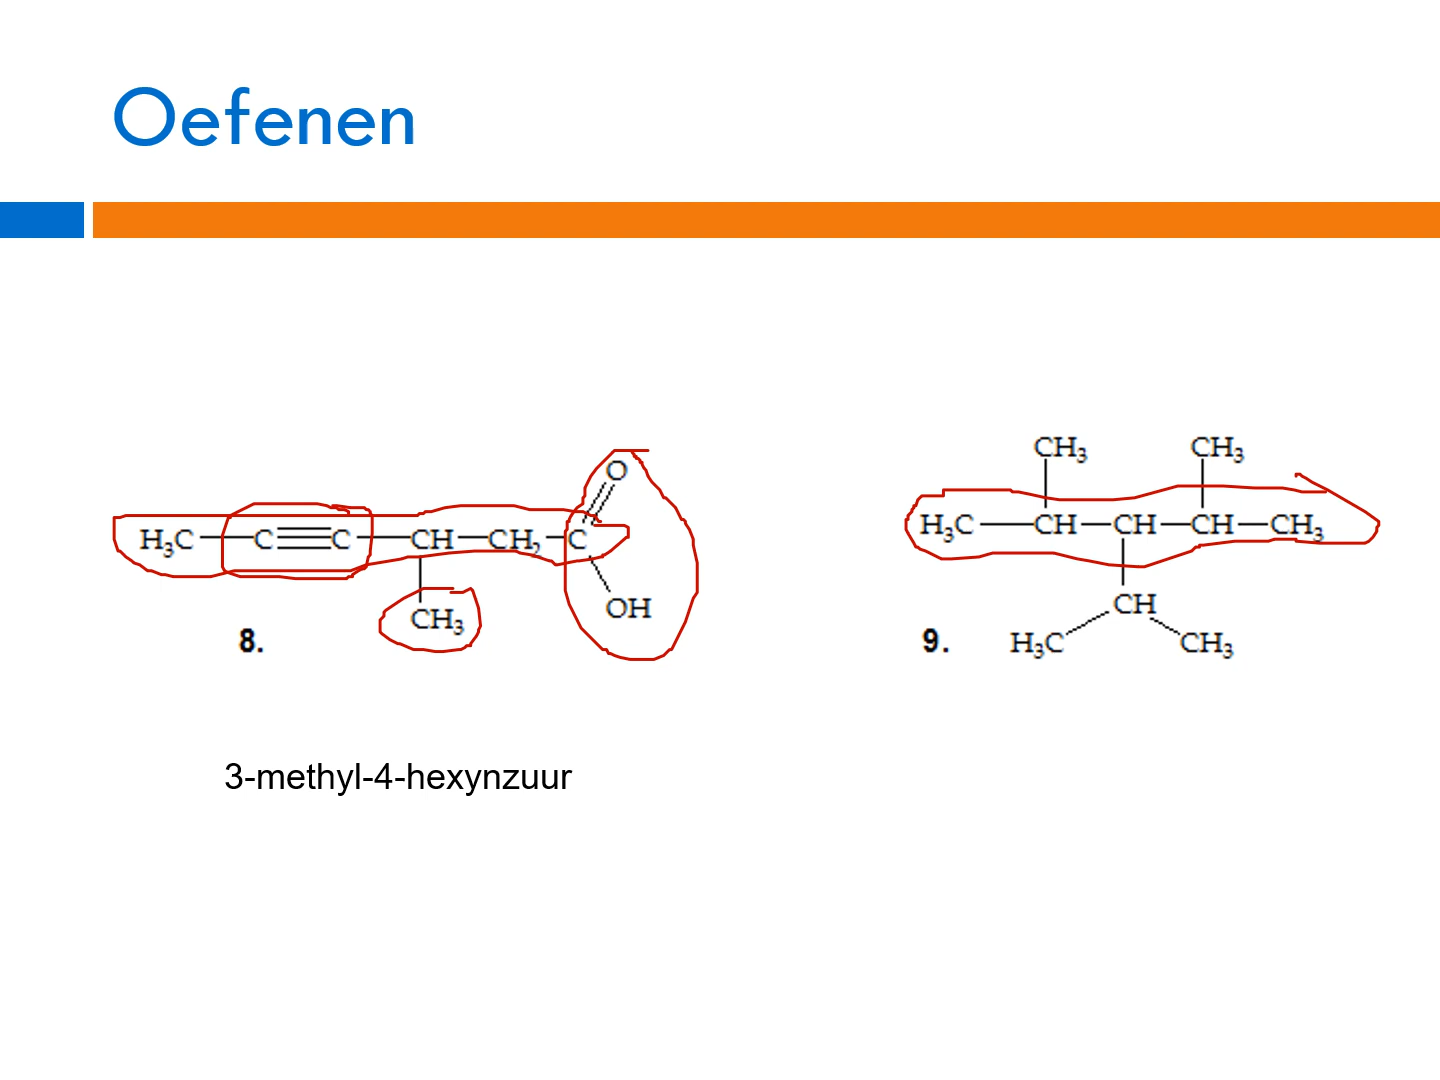 Oefenen
H₃C—C≡C—CH—CH₂—C
O
OH
CH₃
8.
CH₃ CH₃
H₃C—CH—CH—CH—CH₃
CH
H₃C CH₃
9.
3-methyl-4-hexynzuur